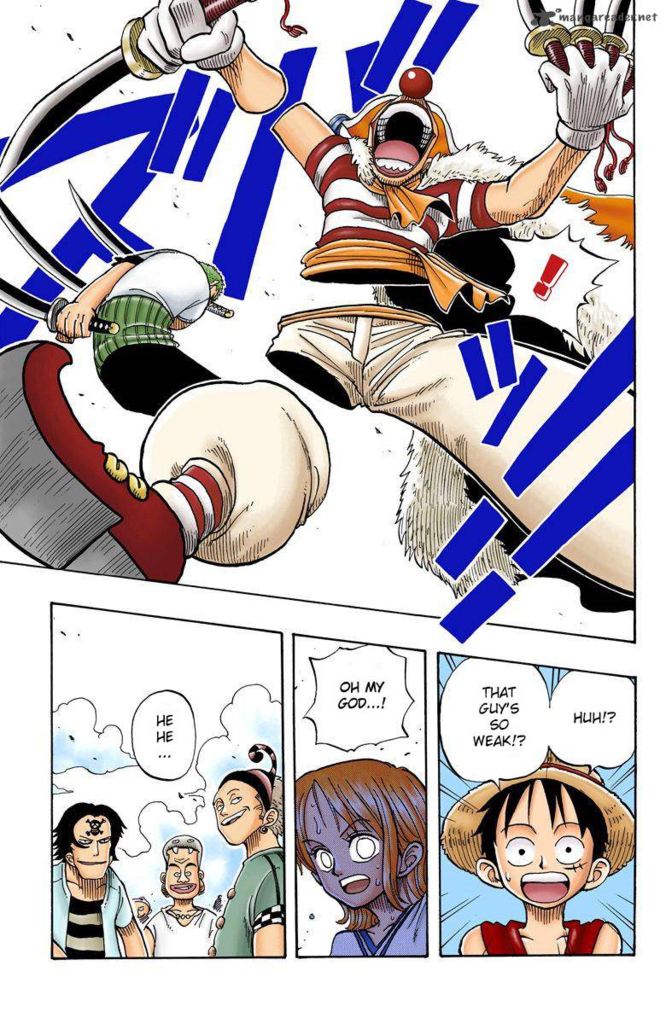 mangareader.net
!
HUH!?
THAT
GUY'S
SO
WEAK!?
OH MY
GOD...!
HE
HE
...